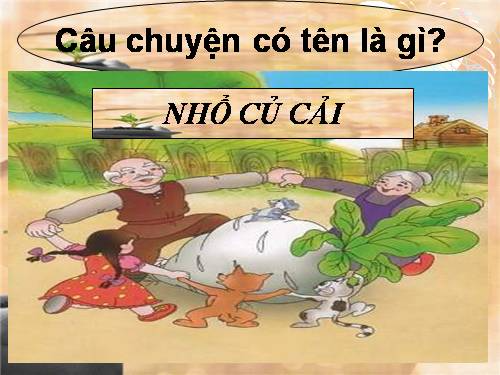 Câu chuyện có tên là gì?
NHỔ CỦ CẢI